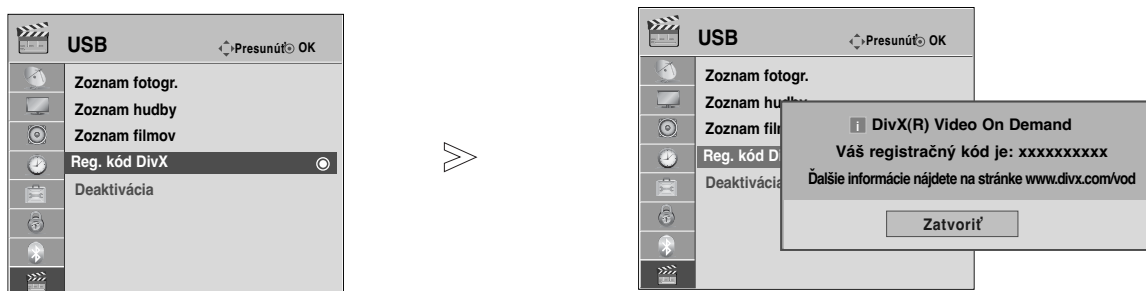 USB
Presunúť OK
Zoznam fotogr.
Zoznam hudby
Zoznam filmov
Reg. kód DivX
Deaktivácia
USB
Presunúť OK
Zoznam fotogr.
Zoznam
Zoznam
Reg. kód
Deaktivácia
i DivX(R) Video On Demand
Váš registračný kód je: xxxxxxxxxx
Ďalšie informácie nájdete na stránke www.divx.com/vod
Zatvoriť